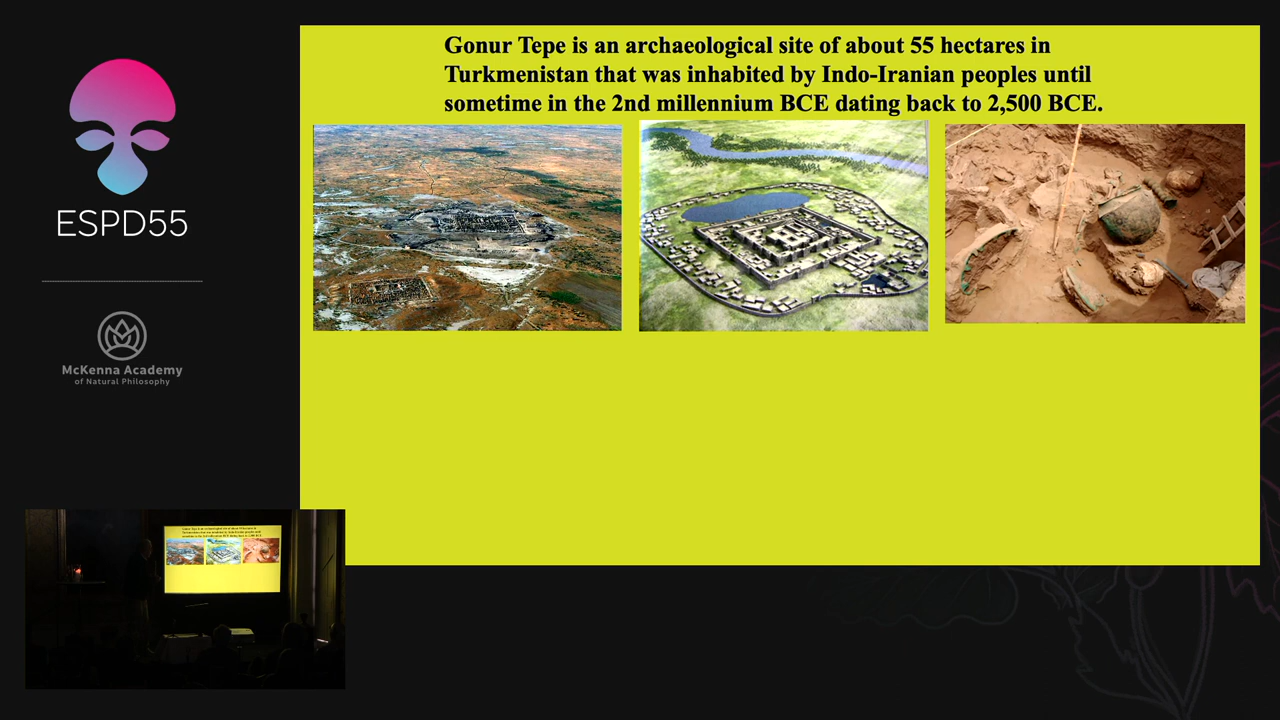 Gonur Tepe is an archaeological site of about 55 hectares in
Turkmenistan that was inhabited by Indo-Iranian peoples until
sometime in the 2nd millennium BCE dating back to 2,500 BCE.
ESPD55
McKenna Academy
of Natural Philosophy